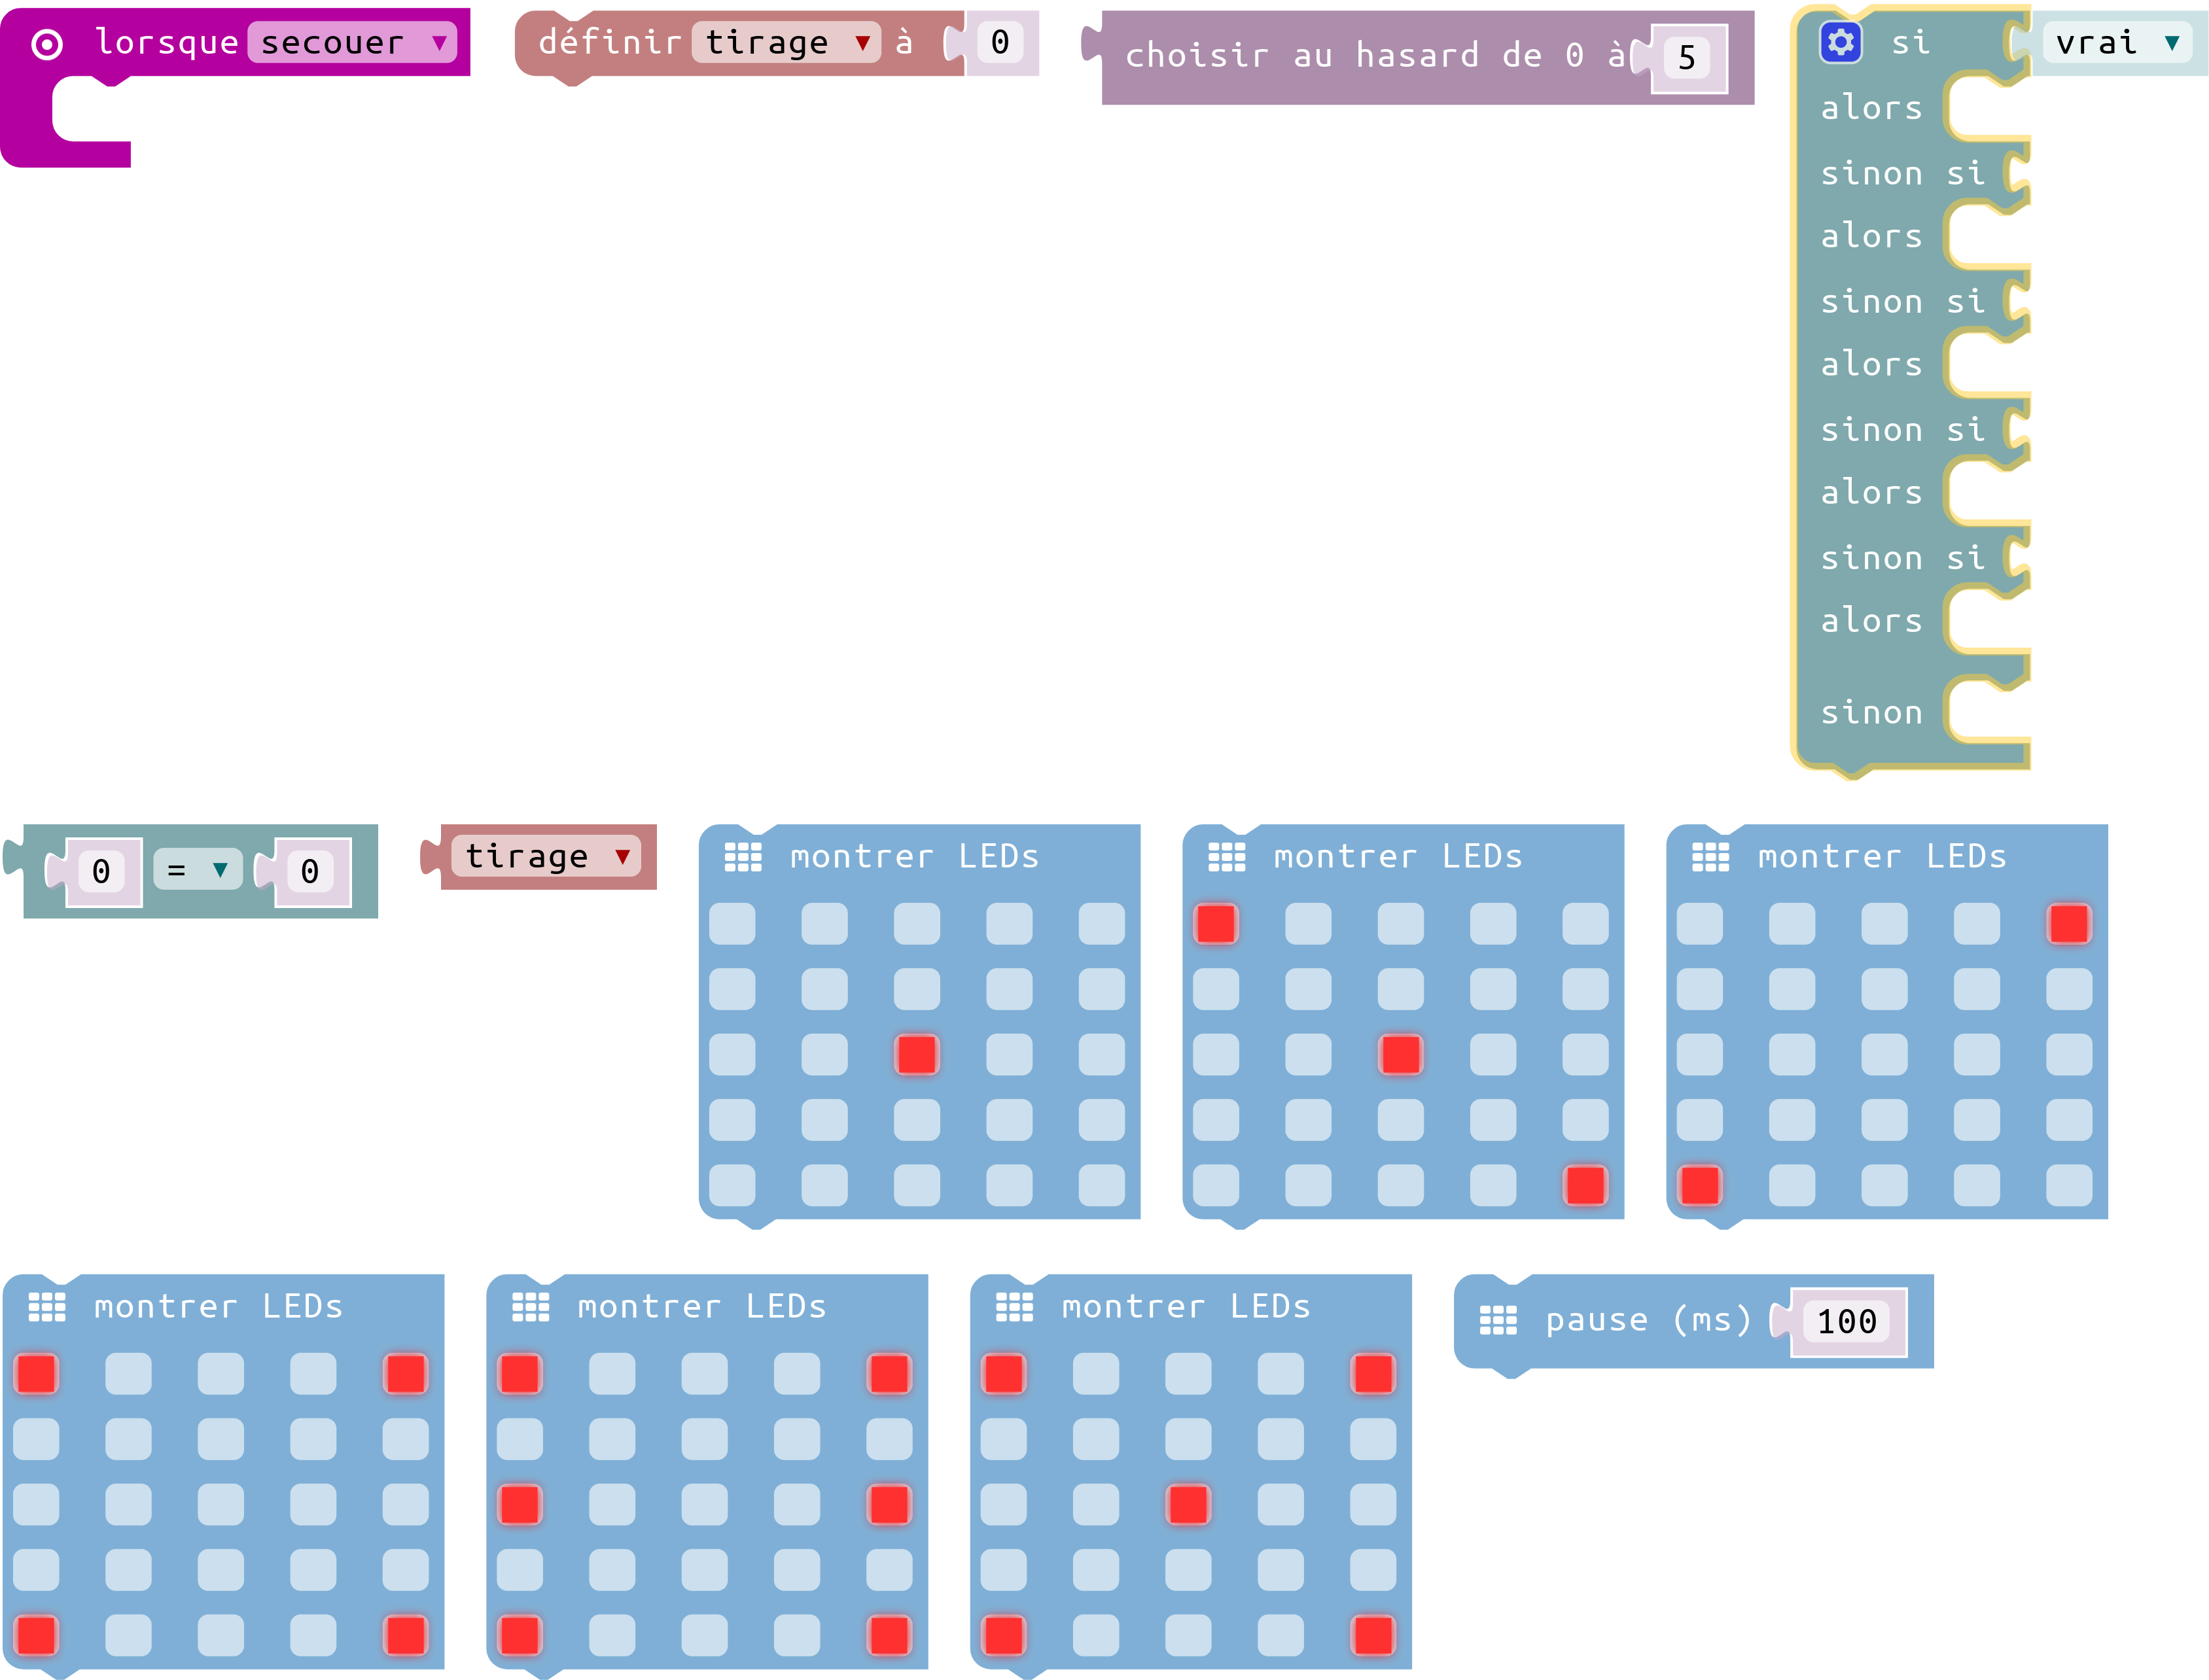 lorsque secouer
définir tirage à 0
choisir au hasard de 0 à 5
si vrai
alors
sinon si
alors
sinon si
alors
sinon si
alors
sinon si
alors
sinon
0 = 0
tirage
montrer LEDs
montrer LEDs
montrer LEDs
montrer LEDs
montrer LEDs
montrer LEDs
pause (ms) 100